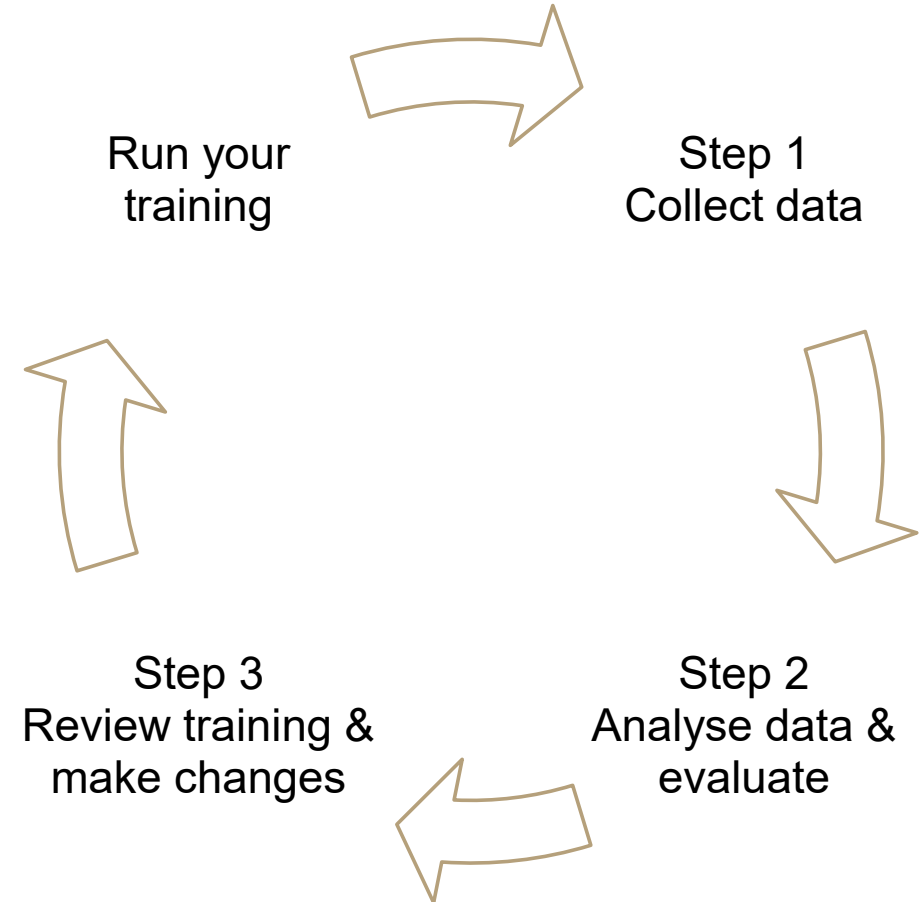 Run your
training
Step 1
Collect data
Step 2
Analyse data &
evaluate
Step 3
Review training &
make changes